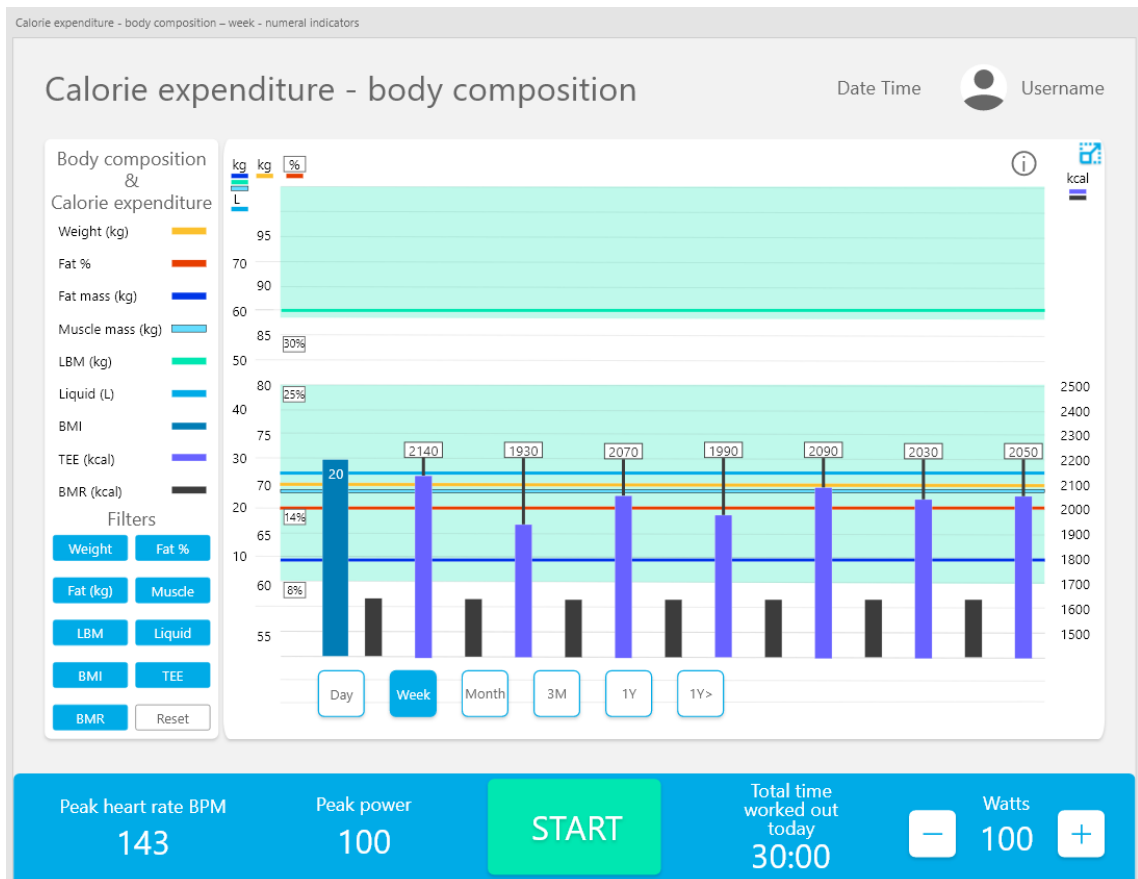 Calorie expenditure - body composition – week - numeral indicators
Calorie expenditure - body composition
Date Time
Username
Body composition
&
Calorie expenditure
Weight (kg)
Fat %
Fat mass (kg)
Muscle mass (kg)
LBM (kg)
Liquid (L)
BMI
TEE (kcal)
BMR (kcal)
Filters
Weight Fat %
Fat (kg) Muscle
LBM Liquid
BMI TEE
BMR Reset
kg kg %
L
i
kcal
95
70
90
60
85
30%
50
80 25% 2500
40 2400
75 2300
2140 1930 2070 1990 2090 2030 2050
30 2200
20
70 2100
20 2000
14%
65 1900
10 1800
60 8% 1700
1600
55 1500
Day Week Month 3M 1Y 1Y>
Peak heart rate BPM
143
Peak power
100
START
Total time
worked out
today
30:00
−
Watts
100
+